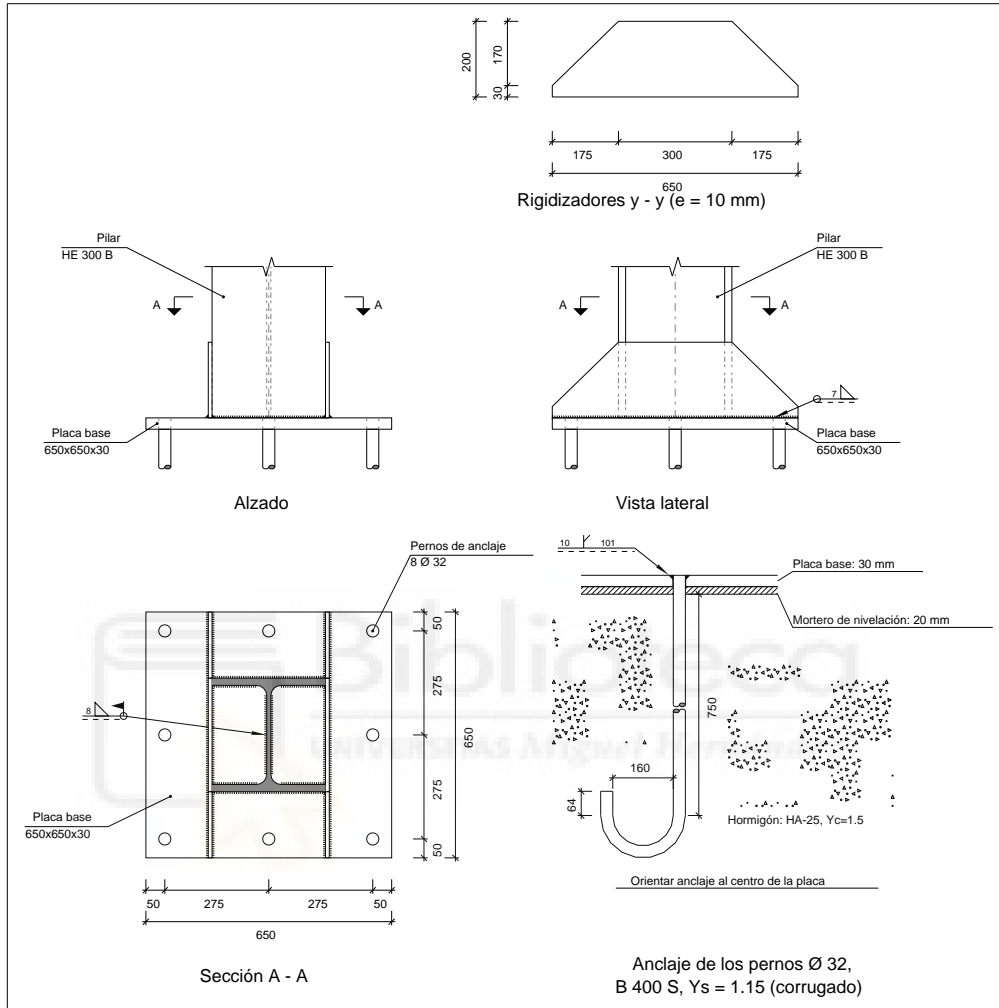 200
170
30
175
300
175
650
Rigidizadores y - y (e = 10 mm)
Pilar
HE 300 B
A
A
Placa base
650x650x30
Alzado
Pilar
HE 300 B
A
A
7
Placa base
650x650x30
Vista lateral
Pernos de anclaje
8 Ø 32
8
Placa base
650x650x30
50
275
275
50
650
50
275
275
50
650
Sección A - A
10
101
Placa base: 30 mm
Mortero de nivelación: 20 mm
750
160
64
Hormigón: HA-25, Yc=1.5
Orientar anclaje al centro de la placa
Anclaje de los pernos Ø 32,
B 400 S, Ys = 1.15 (corrugado)
Biblioteca
UNIVERSITAS Miguel Hernández